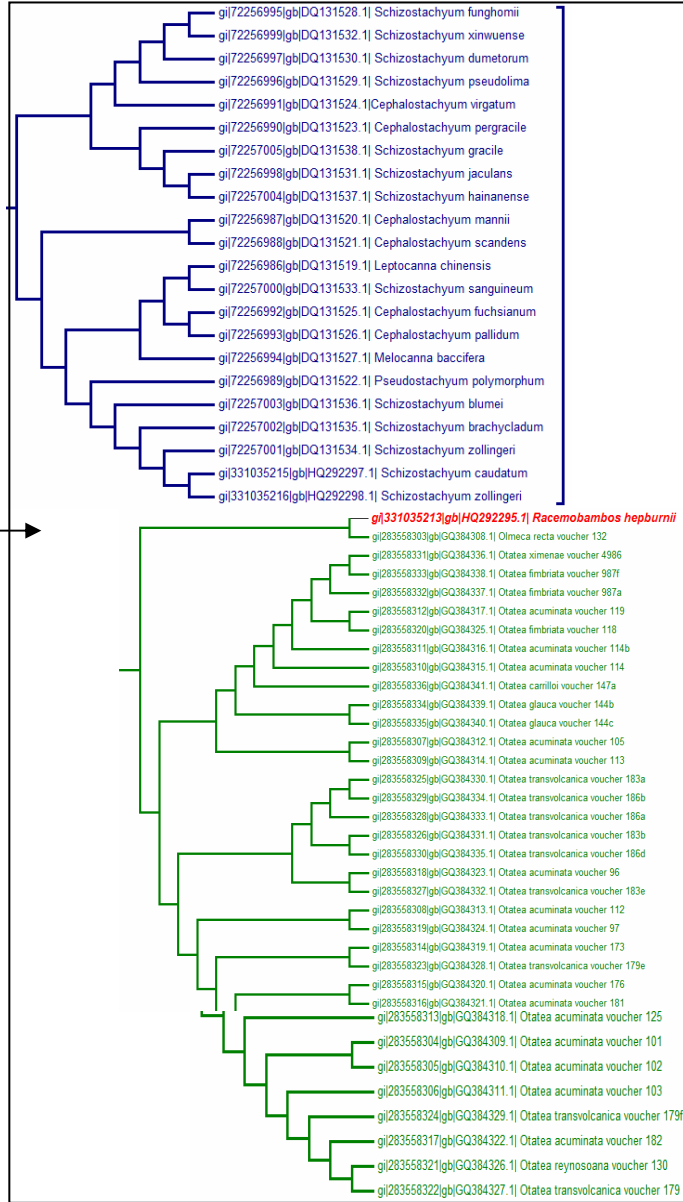 gi|72256995|gb|DQ131528.1| Schizostachyum funghomii
gi|72256999|gb|DQ131532.1| Schizostachyum xinwuense
gi|72256997|gb|DQ131530.1| Schizostachyum dumetorum
gi|72256996|gb|DQ131529.1| Schizostachyum pseudolima
gi|72256991|gb|DQ131524.1|Cephalostachyum virgatum
gi|72256990|gb|DQ131523.1| Cephalostachyum pergracile
gi|72257005|gb|DQ131538.1| Schizostachyum gracile
gi|72256998|gb|DQ131531.1| Schizostachyum jaculans
gi|72257004|gb|DQ131537.1| Schizostachyum hainanense
gi|72256987|gb|DQ131520.1| Cephalostachyum mannii
gi|72256988|gb|DQ131521.1| Cephalostachyum scandens
gi|72256986|gb|DQ131519.1| Leptocanna chinensis
gi|72257000|gb|DQ131533.1| Schizostachyum sanguineum
gi|72256992|gb|DQ131525.1| Cephalostachyum fuchsianum
gi|72256993|gb|DQ131526.1| Cephalostachyum pallidum
gi|72256994|gb|DQ131527.1| Melocanna baccifera
gi|72256989|gb|DQ131522.1| Pseudostachyum polymorphum
gi|72257003|gb|DQ131536.1| Schizostachyum blumei
gi|72257002|gb|DQ131535.1| Schizostachyum brachycladum
gi|72257001|gb|DQ131534.1| Schizostachyum zollingeri
gi|331035215|gb|HQ292297.1| Schizostachyum caudatum
gi|331035216|gb|HQ292298.1| Schizostachyum zollingeri
gi|331035213|gb|HQ292295.1| Racemobambos hepburnii
gi|283558303|gb|GQ384308.1| Olmeca recta voucher 132
gi|283558331|gb|GQ384336.1| Otatea ximenae voucher 4986
gi|283558333|gb|GQ384338.1| Otatea fimbriata voucher 987f
gi|283558332|gb|GQ384337.1| Otatea fimbriata voucher 987a
gi|283558312|gb|GQ384317.1| Otatea acuminata voucher 119
gi|283558320|gb|GQ384325.1| Otatea fimbriata voucher 118
gi|283558311|gb|GQ384316.1| Otatea acuminata voucher 114b
gi|283558310|gb|GQ384315.1| Otatea acuminata voucher 114
gi|283558336|gb|GQ384341.1| Otatea carrilloi voucher 147a
gi|283558334|gb|GQ384339.1| Otatea glauca voucher 144b
gi|283558335|gb|GQ384340.1| Otatea glauca voucher 144c
gi|283558307|gb|GQ384312.1| Otatea acuminata voucher 105
gi|283558309|gb|GQ384314.1| Otatea acuminata voucher 113
gi|283558325|gb|GQ384330.1| Otatea transvolcanica voucher 183a
gi|283558329|gb|GQ384334.1| Otatea transvolcanica voucher 186b
gi|283558328|gb|GQ384333.1| Otatea transvolcanica voucher 186a
gi|283558326|gb|GQ384331.1| Otatea transvolcanica voucher 183b
gi|283558330|gb|GQ384335.1| Otatea transvolcanica voucher 186d
gi|283558318|gb|GQ384323.1| Otatea acuminata voucher 96
gi|283558327|gb|GQ384332.1| Otatea transvolcanica voucher 183e
gi|283558308|gb|GQ384313.1| Otatea acuminata voucher 112
gi|283558319|gb|GQ384324.1| Otatea acuminata voucher 97
gi|283558314|gb|GQ384319.1| Otatea acuminata voucher 173
gi|283558323|gb|GQ384328.1| Otatea transvolcanica voucher 179e
gi|283558315|gb|GQ384320.1| Otatea acuminata voucher 176
gi|283558316|gb|GQ384321.1| Otatea acuminata voucher 181
gi|283558313|gb|GQ384318.1| Otatea acuminata voucher 125
gi|283558304|gb|GQ384309.1| Otatea acuminata voucher 101
gi|283558305|gb|GQ384310.1| Otatea acuminata voucher 102
gi|283558306|gb|GQ384311.1| Otatea acuminata voucher 103
gi|283558324|gb|GQ384329.1| Otatea transvolcanica voucher 179f
gi|283558317|gb|GQ384322.1| Otatea acuminata voucher 182
gi|283558321|gb|GQ384326.1| Otatea reynosoana voucher 130
gi|283558322|gb|GQ384327.1| Otatea transvolcanica voucher 179